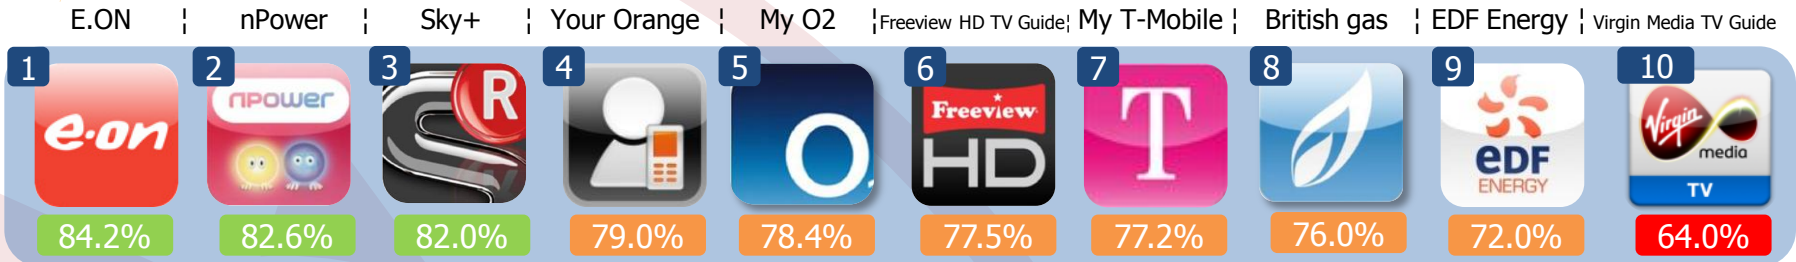 E.ON ¦ nPower ¦ Sky+ ¦ Your Orange ¦ My O2 ¦ Freeview HD TV Guide ¦ My T-Mobile ¦ British gas ¦ EDF Energy ¦ Virgin Media TV Guide
1 2 3 4 5 6 7 8 9 10
e·on
npower
R
O
Freeview
HD
T
eDF
ENERGY
Virgin
media
TV
84.2% 82.6% 82.0% 79.0% 78.4% 77.5% 77.2% 76.0% 72.0% 64.0%